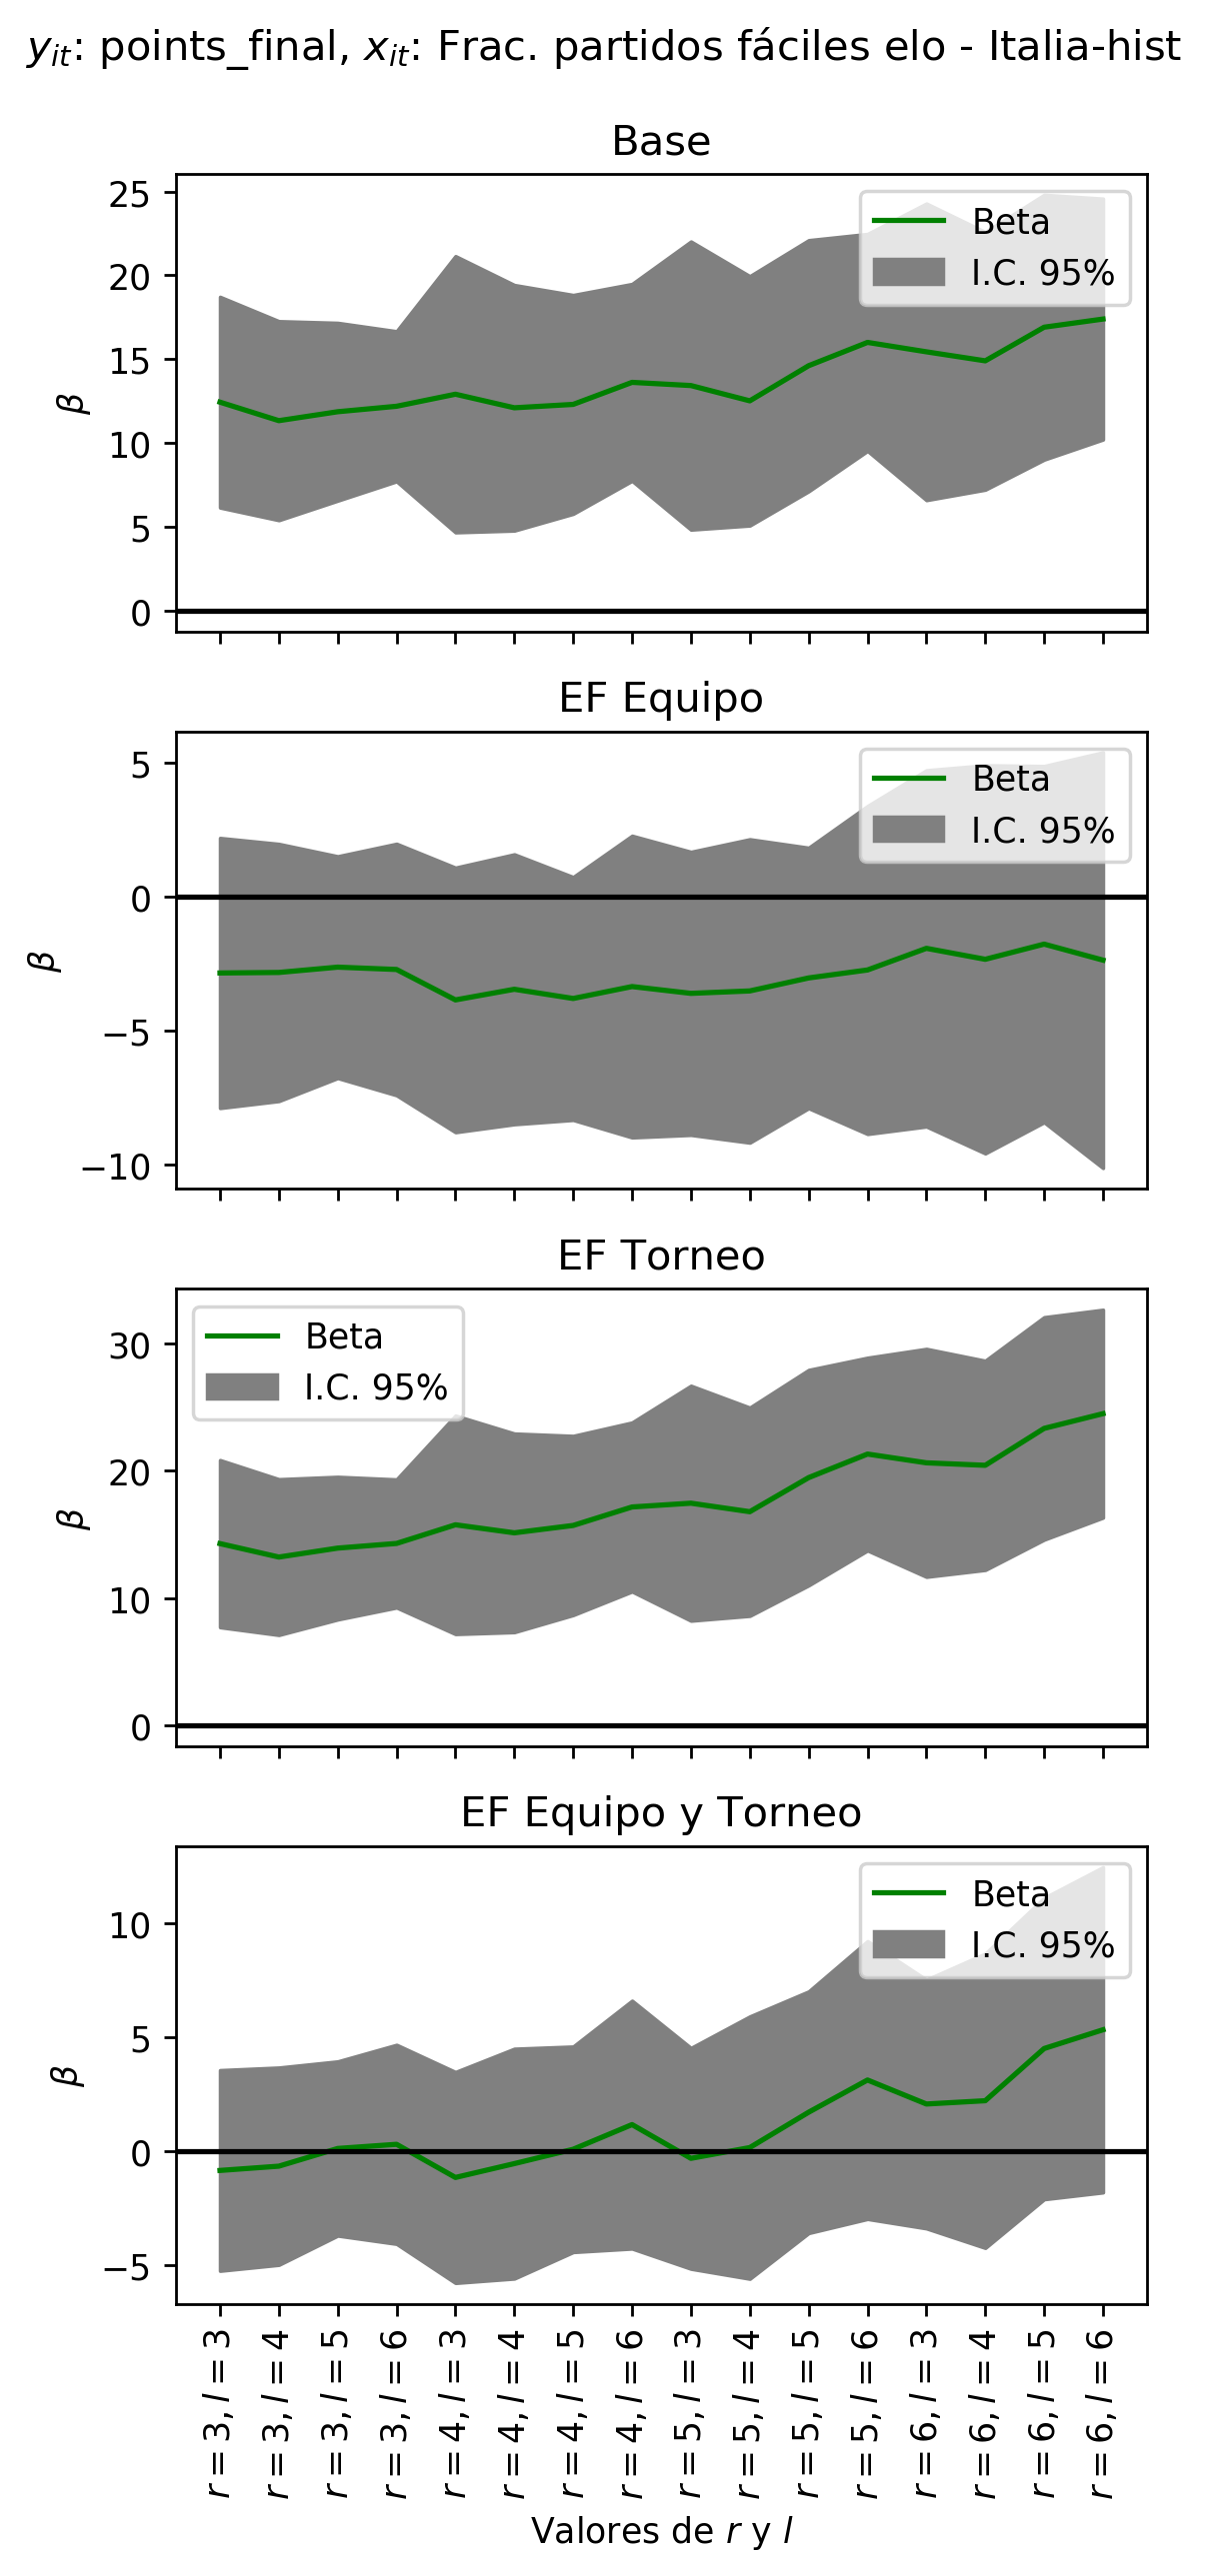 y_it: points_final, x_it: Frac. partidos fáciles elo - Italia-hist
Base
25
20
15
10
5
0
β
Beta
I.C. 95%
EF Equipo
5
0
−5
−10
β
Beta
I.C. 95%
EF Torneo
30
20
10
0
β
Beta
I.C. 95%
EF Equipo y Torneo
10
5
0
−5
β
Beta
I.C. 95%
r = 3, l = 3
r = 3, l = 4
r = 3, l = 5
r = 3, l = 6
r = 4, l = 3
r = 4, l = 4
r = 4, l = 5
r = 4, l = 6
r = 5, l = 3
r = 5, l = 4
r = 5, l = 5
r = 5, l = 6
r = 6, l = 3
r = 6, l = 4
r = 6, l = 5
r = 6, l = 6
Valores de r y l